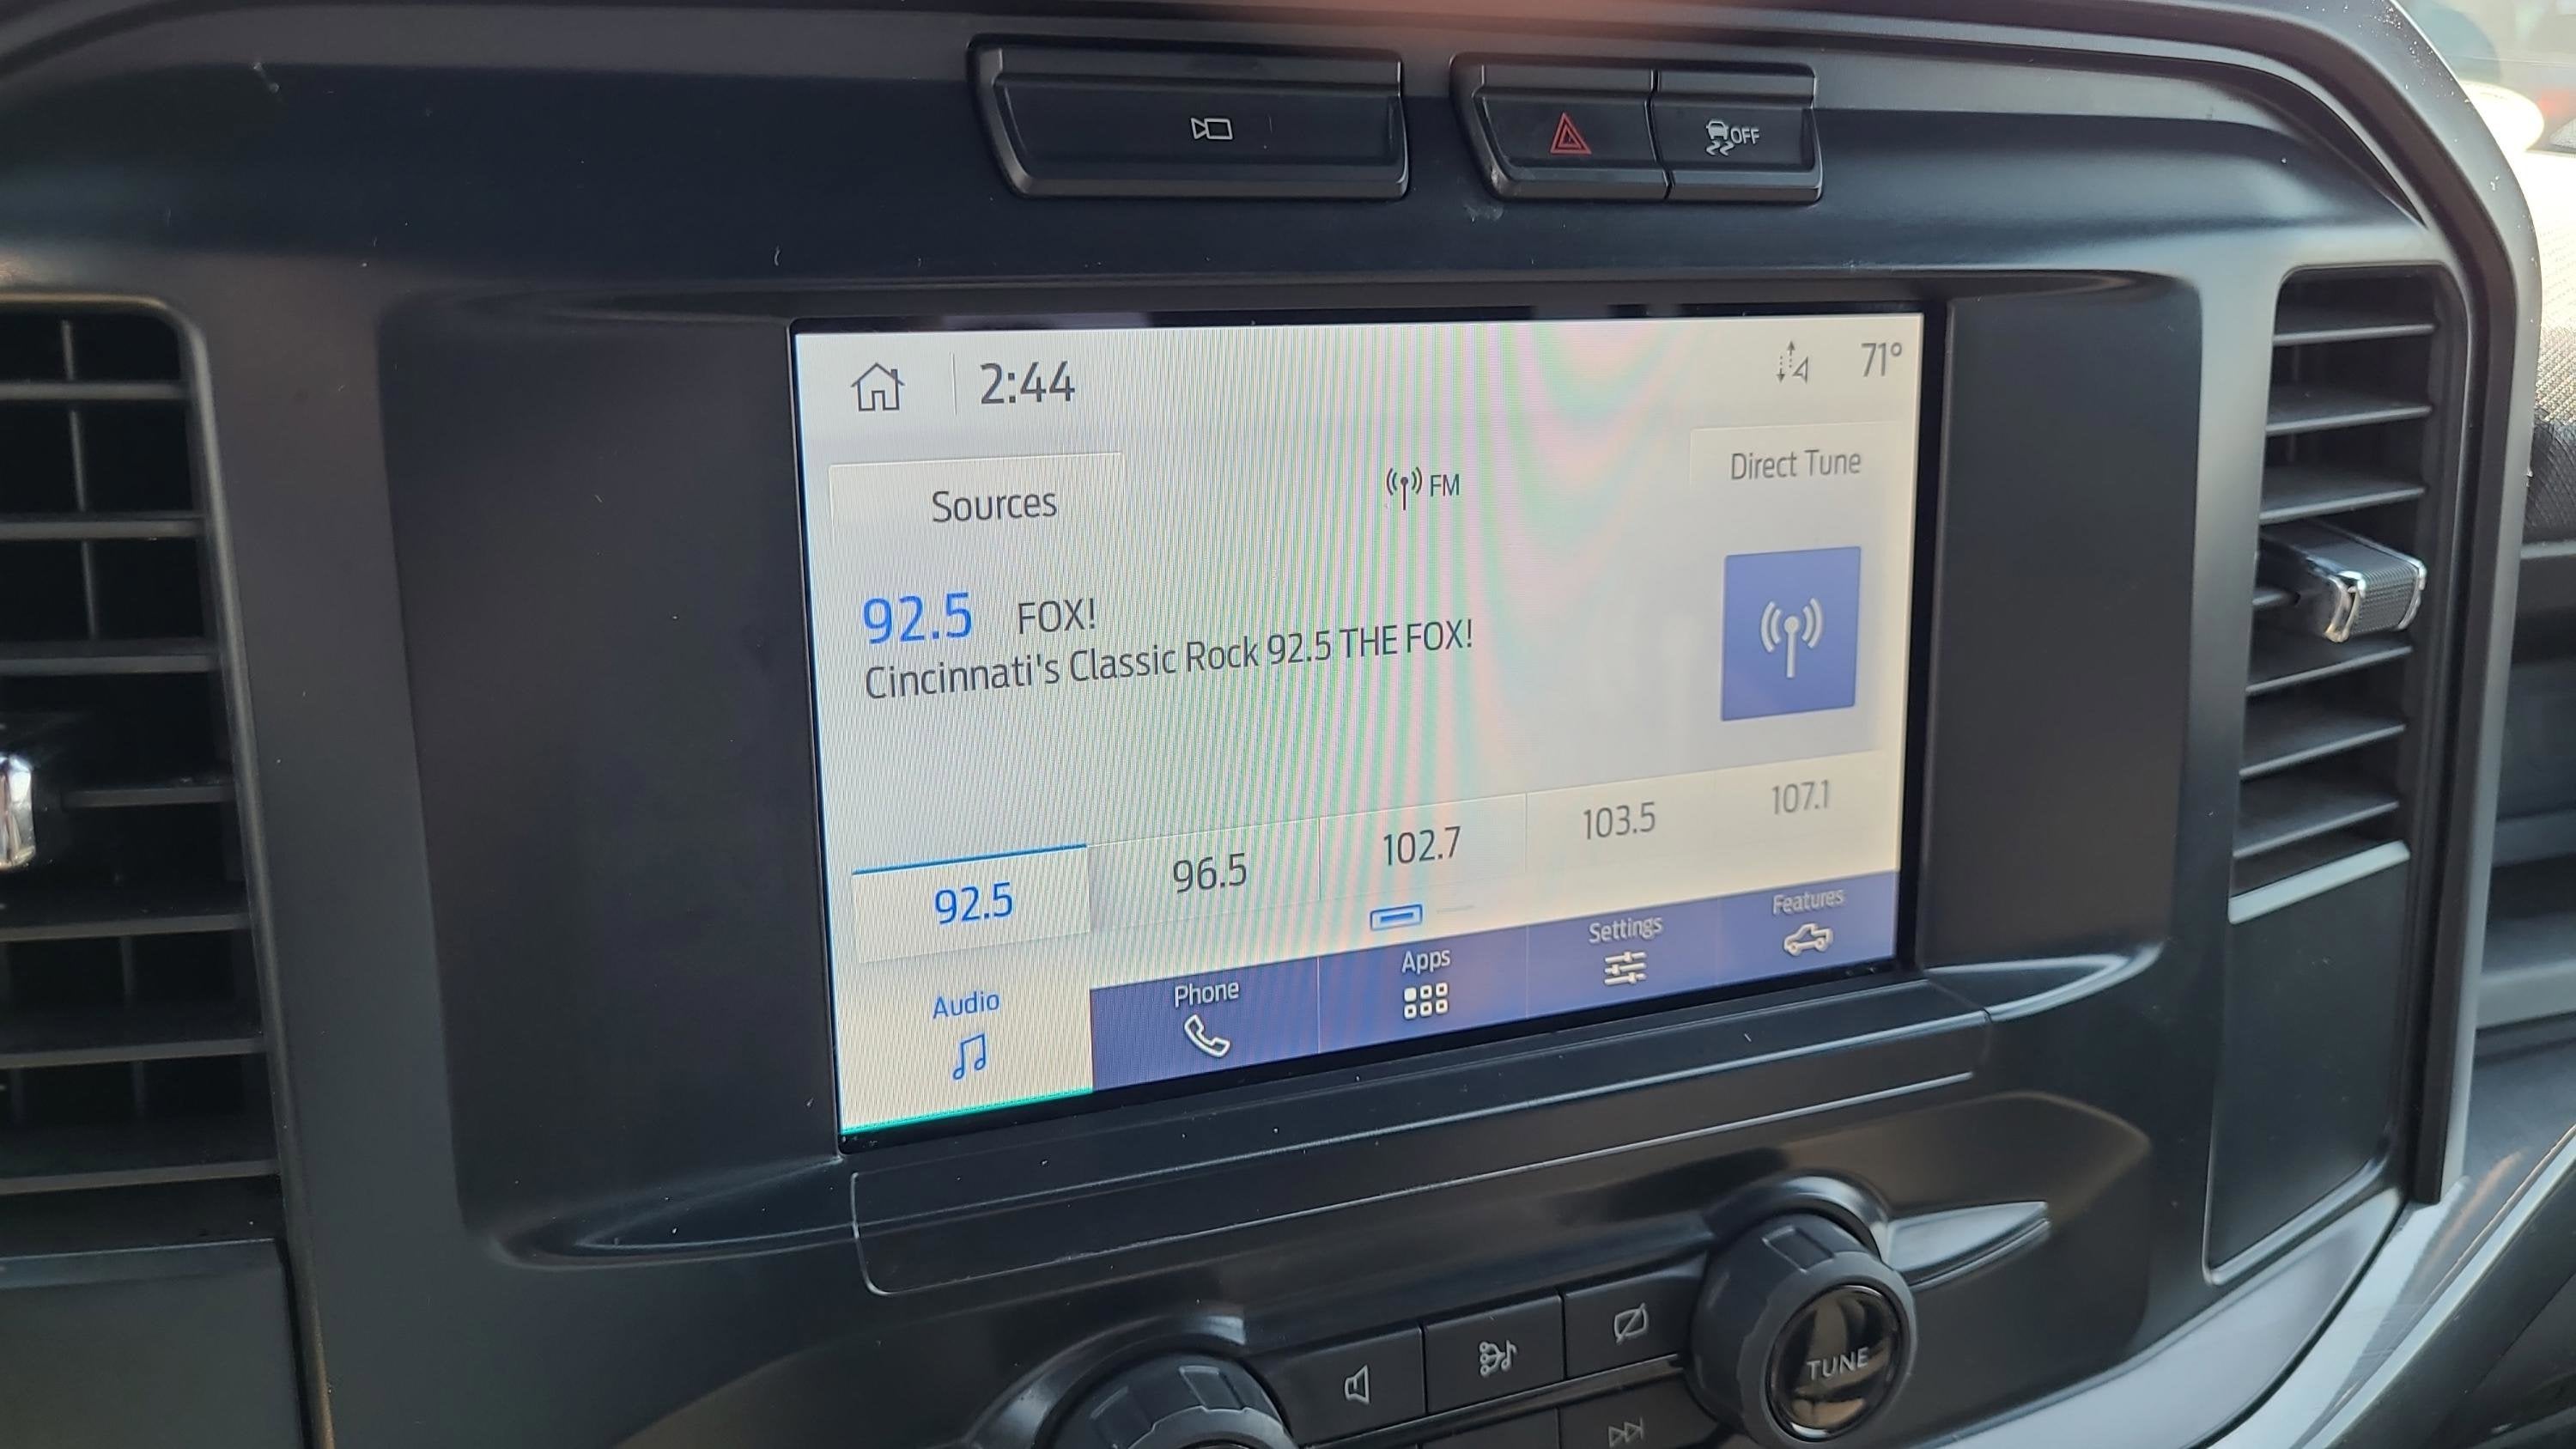 OFF
2:44
71°
Sources
FM
Direct Tune
92.5 FOX!
Cincinnati's Classic Rock 92.5 THE FOX!
92.5
96.5
102.7
103.5
107.1
Audio
Phone
Apps
Settings
Features
TUNE